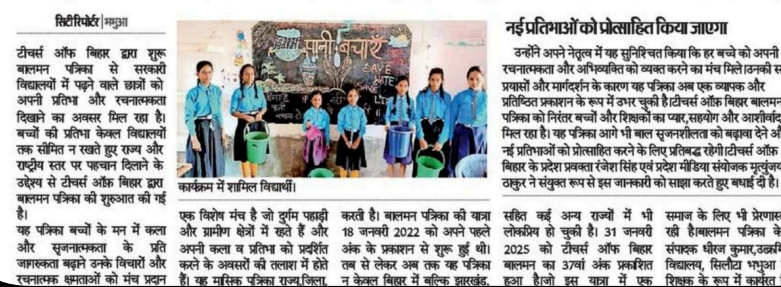 सिटी रिपोर्टर | भभुआ
टीचर्स ऑफ बिहार द्वारा शुरू
बालमन पत्रिका से सरकारी
विद्यालयों में पढ़ने वाले छात्रों को
अपनी प्रतिभा और रचनात्मकता
दिखाने का अवसर मिल रहा है।
बच्चों की प्रतिभा केवल विद्यालयों
तक सीमित न रखते हुए राज्य और
राष्ट्रीय स्तर पर पहचान दिलाने के
उद्देश्य से टीचर्स ऑफ़ बिहार द्वारा
बालमन पत्रिका की शुरुआत की गई
है।
यह पत्रिका बच्चों के मन में कला
और सृजनात्मकता के प्रति
जागरुकता बढ़ाने उनके विचारों और
रचनात्मक क्षमताओं को मंच प्रदान
पानी बचाएँ
SAVE
कार्यक्रम में शामिल विद्यार्थी।
एक विशेष मंच है जो दुर्गम पहाड़ी
और ग्रामीण क्षेत्रों में रहते हैं और
अपनी कला व प्रतिभा को प्रदर्शित
करने के अवसरों की तलाश में होते
हैं। यह मासिक पत्रिका राज्य,जिला,
करती है। बालमन पत्रिका की यात्रा
18 जनवरी 2022 को अपने पहले
अंक के प्रकाशन से शुरू हुई थी।
तब से लेकर अब तक यह पत्रिका
न केवल बिहार में बल्कि झारखंड,
नई प्रतिभाओं को प्रोत्साहित किया जाएगा
उन्होंने अपने नेतृत्व में यह सुनिश्चित किया कि हर बच्चे को अपनी
रचनात्मकता और अभिव्यक्ति को व्यक्त करने का मंच मिले।उनकी
प्रयासों और मार्गदर्शन के कारण यह पत्रिका अब एक व्यापक और
प्रतिष्ठित प्रकाशन के रूप में उभर चुकी है।टीचर्स ऑफ़ बिहार बालमन
पत्रिका को निरंतर बच्चों और शिक्षकों का प्यार,सहयोग और आशीर्वाद
मिल रहा है। यह पत्रिका आगे भी बाल सृजनशीलता को बढ़ावा देने
नई प्रतिभाओं को प्रोत्साहित करने के लिए प्रतिबद्ध रहेगी।टीचर्स ऑफ़
बिहार के प्रदेश प्रवक्ता रंजेश सिंह एवं प्रदेश मीडिया संयोजक मृत्युंजय
ठाकुर ने संयुक्त रूप से इस जानकारी को साझा करते हुए बधाई दी है।
सहित कई अन्य राज्यों में भी
लोकप्रिय हो चुकी है। 31 जनवरी
2025 को टीचर्स ऑफ बिहार
बालमन का 37वां अंक प्रकाशित
हुआ है।जो इस यात्रा में एक
समाज के लिए भी प्रेरणा
रही है।बालमन पत्रिका के
संपादक धीरज कुमार,उत्क्रमित
विद्यालय, सिलौटा भभुआ
शिक्षक के रूप में कार्यरत